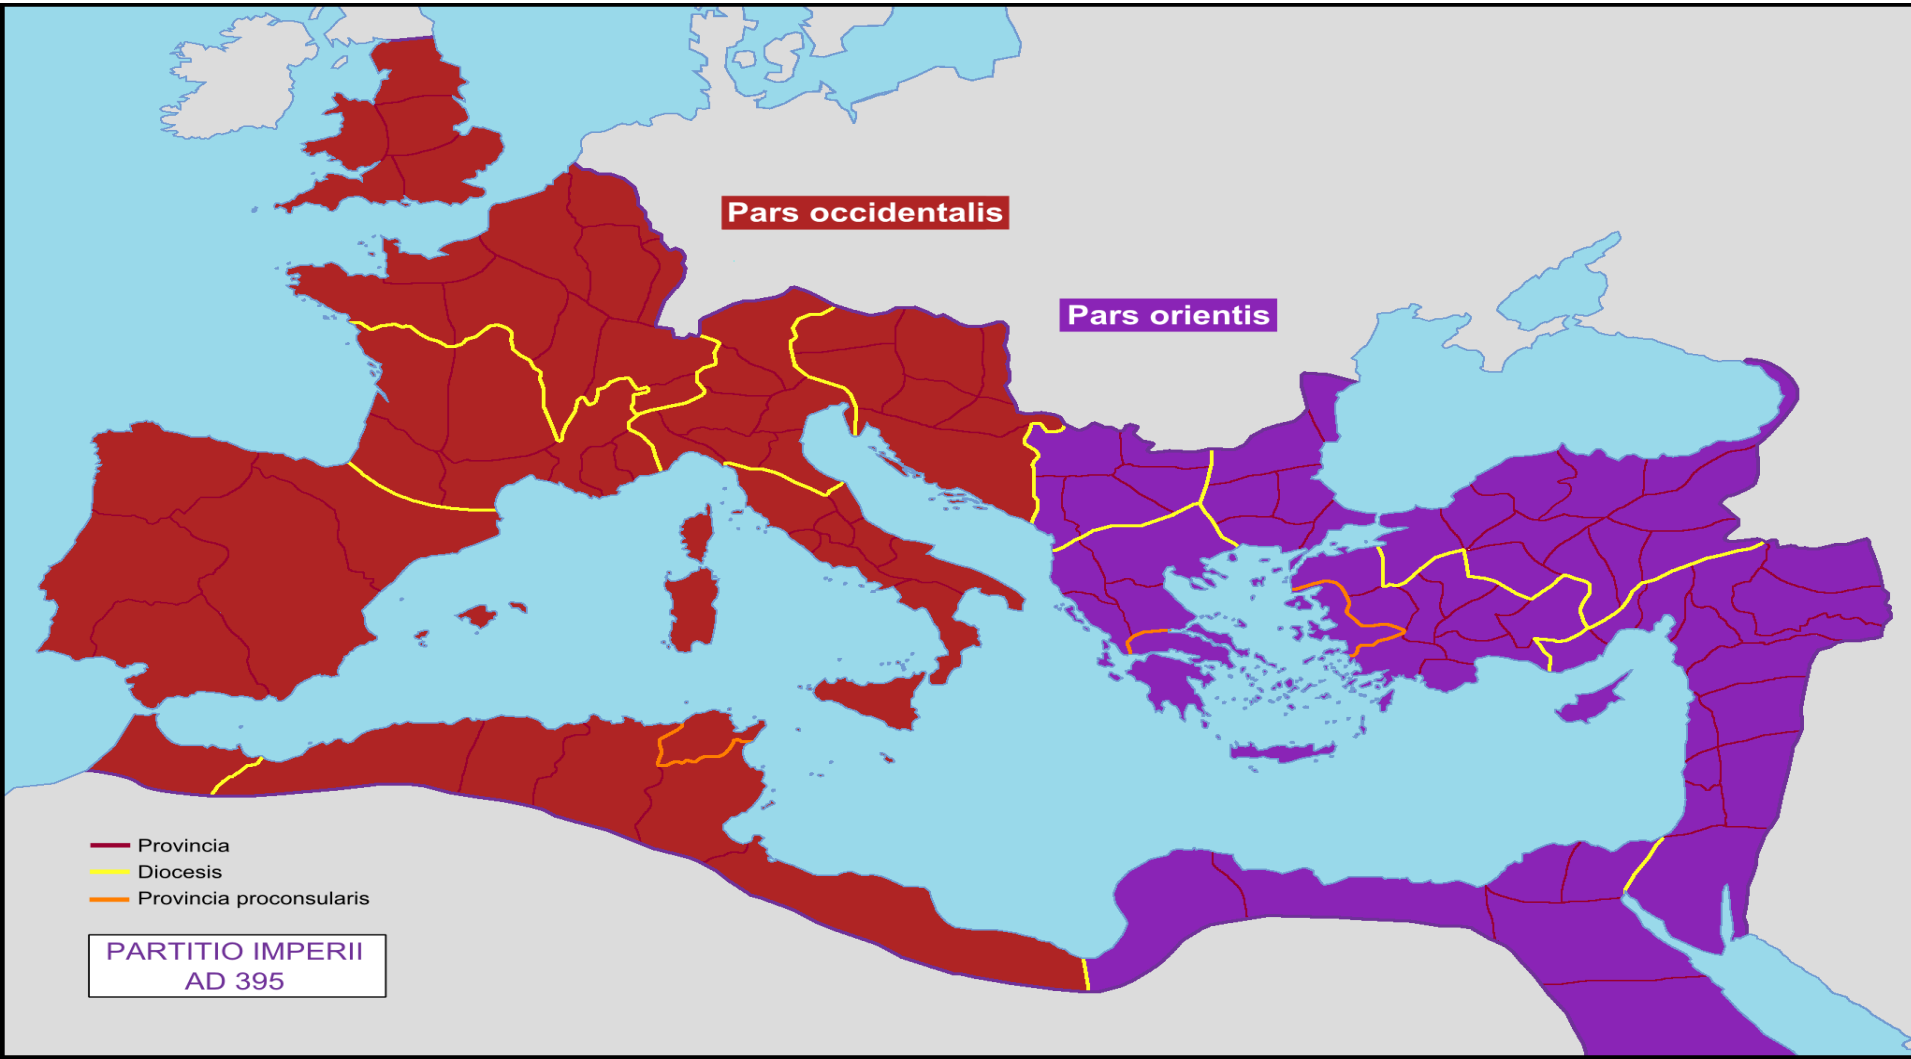 Pars occidentalis
Pars orientis
Provincia
Diocesis
Provincia proconsularis
PARTITIO IMPERII
AD 395